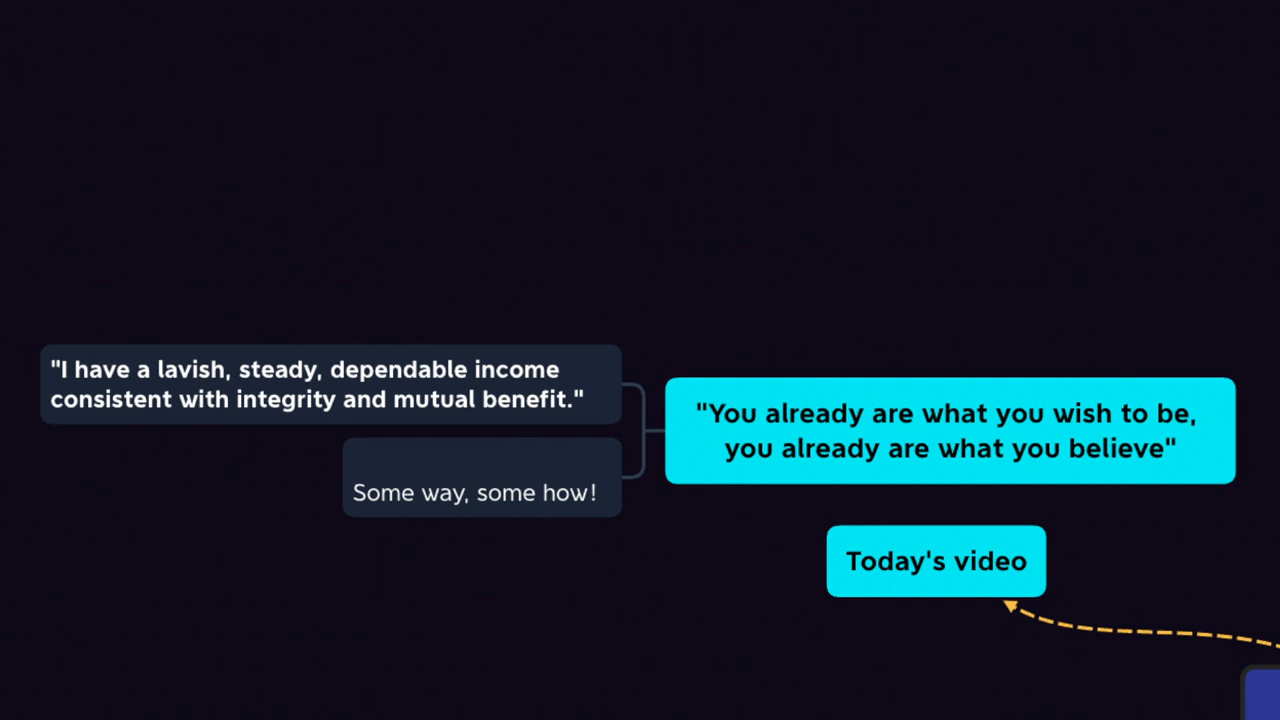 "I have a lavish, steady, dependable income
consistent with integrity and mutual benefit."
Some way, some how!
"You already are what you wish to be,
you already are what you believe"
Today's video